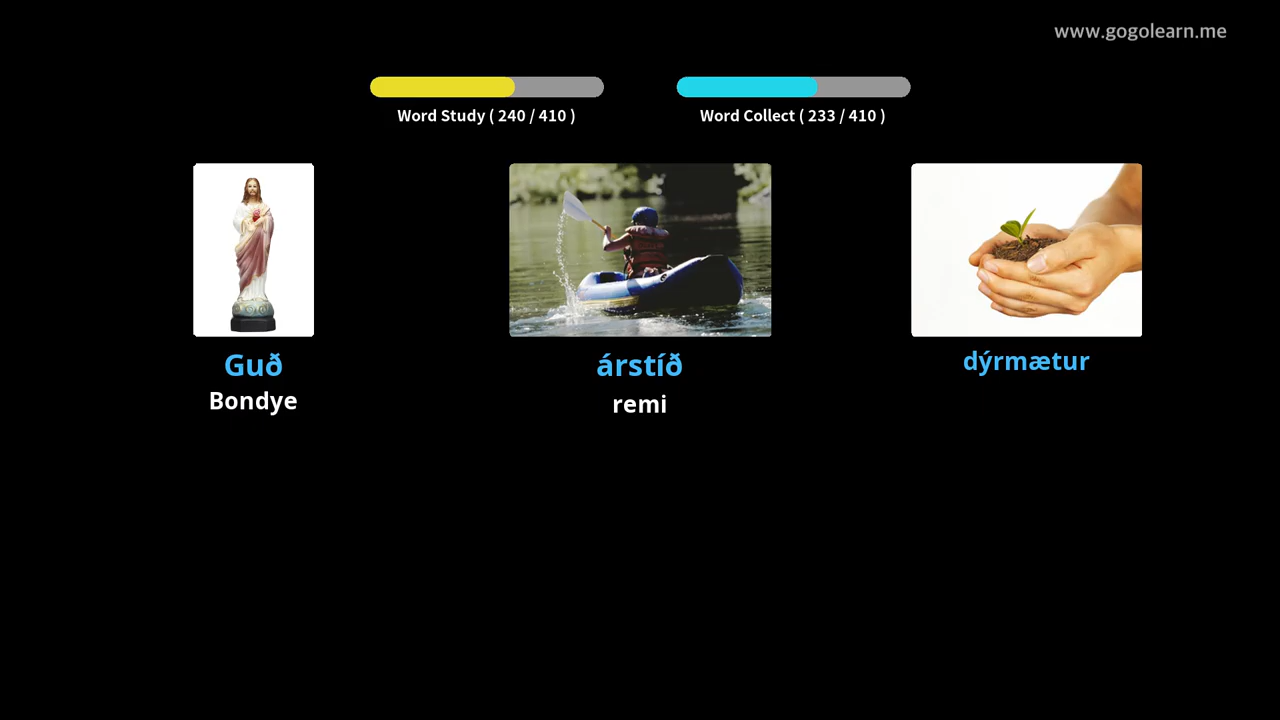 www.gogolearn.me
Word Study ( 240 / 410 )
Word Collect ( 233 / 410 )
Guð
Bondye
árstíð
remi
dýrmætur